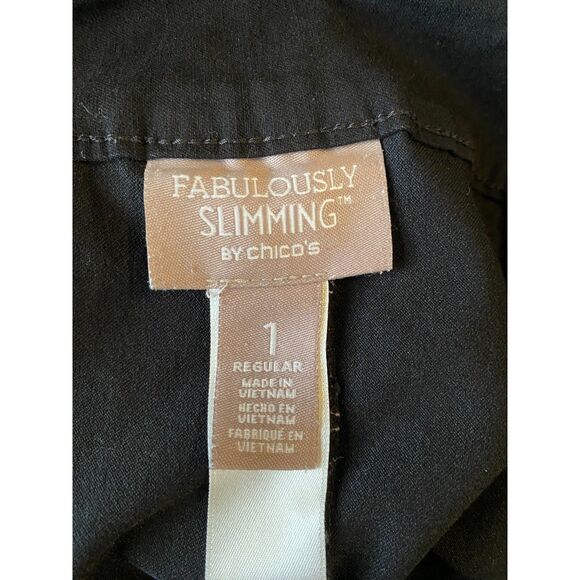 FABULOUSLY
SLIMMING™
BY chico's
1
REGULAR
MADE IN
VIETNAM
HECHO EN
VIETNAM
FABRIQUÉ EN
VIETNAM